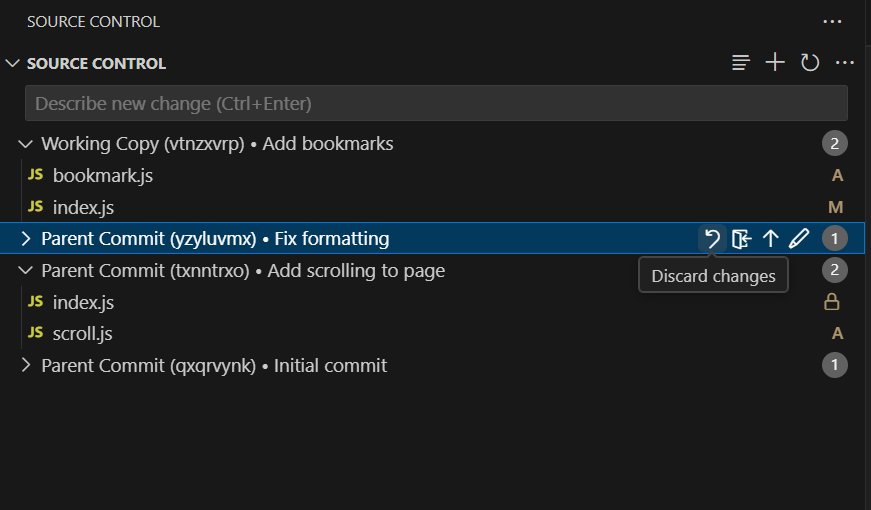 SOURCE CONTROL
SOURCE CONTROL
Describe new change (Ctrl+Enter)
Working Copy (vtnzxvrp) • Add bookmarks 2
JS bookmark.js A
JS index.js M
Parent Commit (yzyluvmx) • Fix formatting 1
Parent Commit (txnntrxo) • Add scrolling to page 2
Discard changes
JS index.js
JS scroll.js A
Parent Commit (qxqrvynk) • Initial commit 1